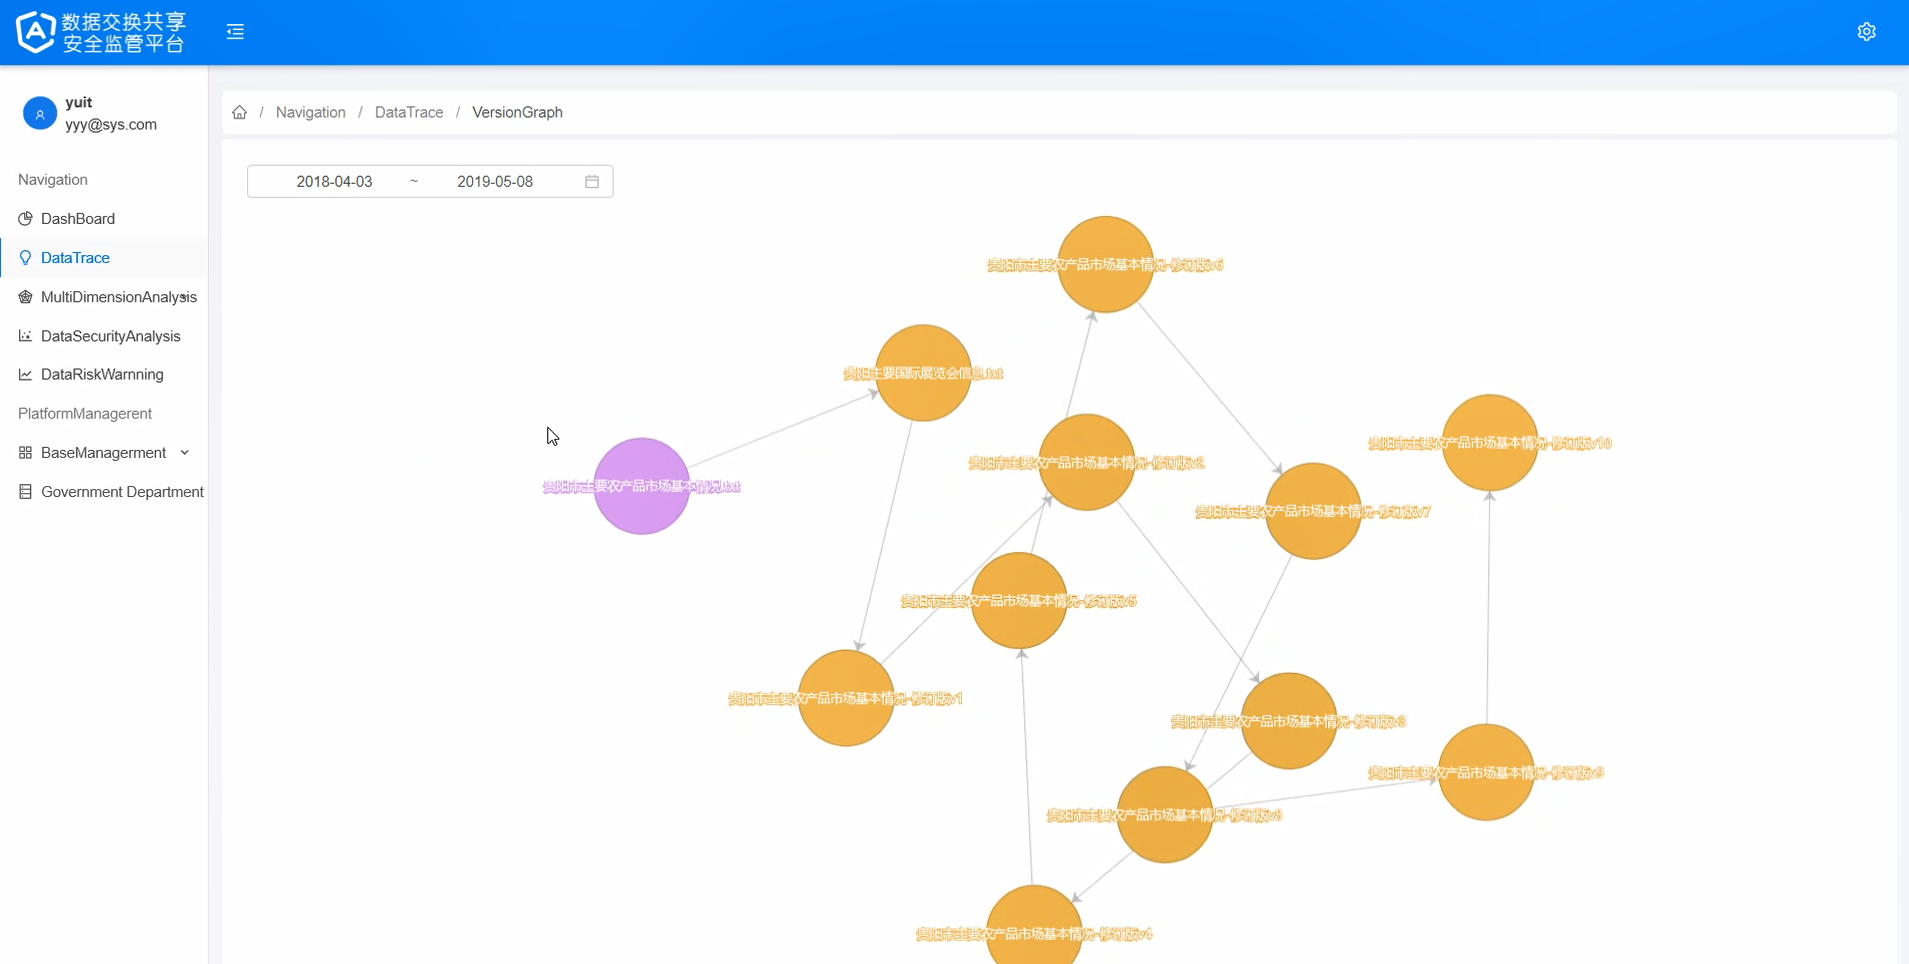 数据交换共享
安全监管平台
yuit
yyy@sys.com
Navigation
DashBoard
DataTrace
MultiDimensionAnalysis
DataSecurityAnalysis
DataRiskWarnning
PlatformManagerent
BaseManagerment
Government Department
/ Navigation / DataTrace / VersionGraph
2018-04-03 ~ 2019-05-08
贵阳市主要农产品市场基本情况-修订版v6
贵阳主要国际展览会信息.txt
贵阳市主要农产品市场基本情况-修订版v10
贵阳市主要农产品市场基本情况-修订版v2
贵阳市主要农产品市场基本情况.txt
贵阳市主要农产品市场基本情况-修订版v7
贵阳市主要农产品市场基本情况-修订版v5
贵阳市主要农产品市场基本情况-修订版v1
贵阳市主要农产品市场基本情况-修订版v3
贵阳市主要农产品市场基本情况-修订版v9
贵阳市主要农产品市场基本情况-修订版v8
贵阳市主要农产品市场基本情况-修订版v4